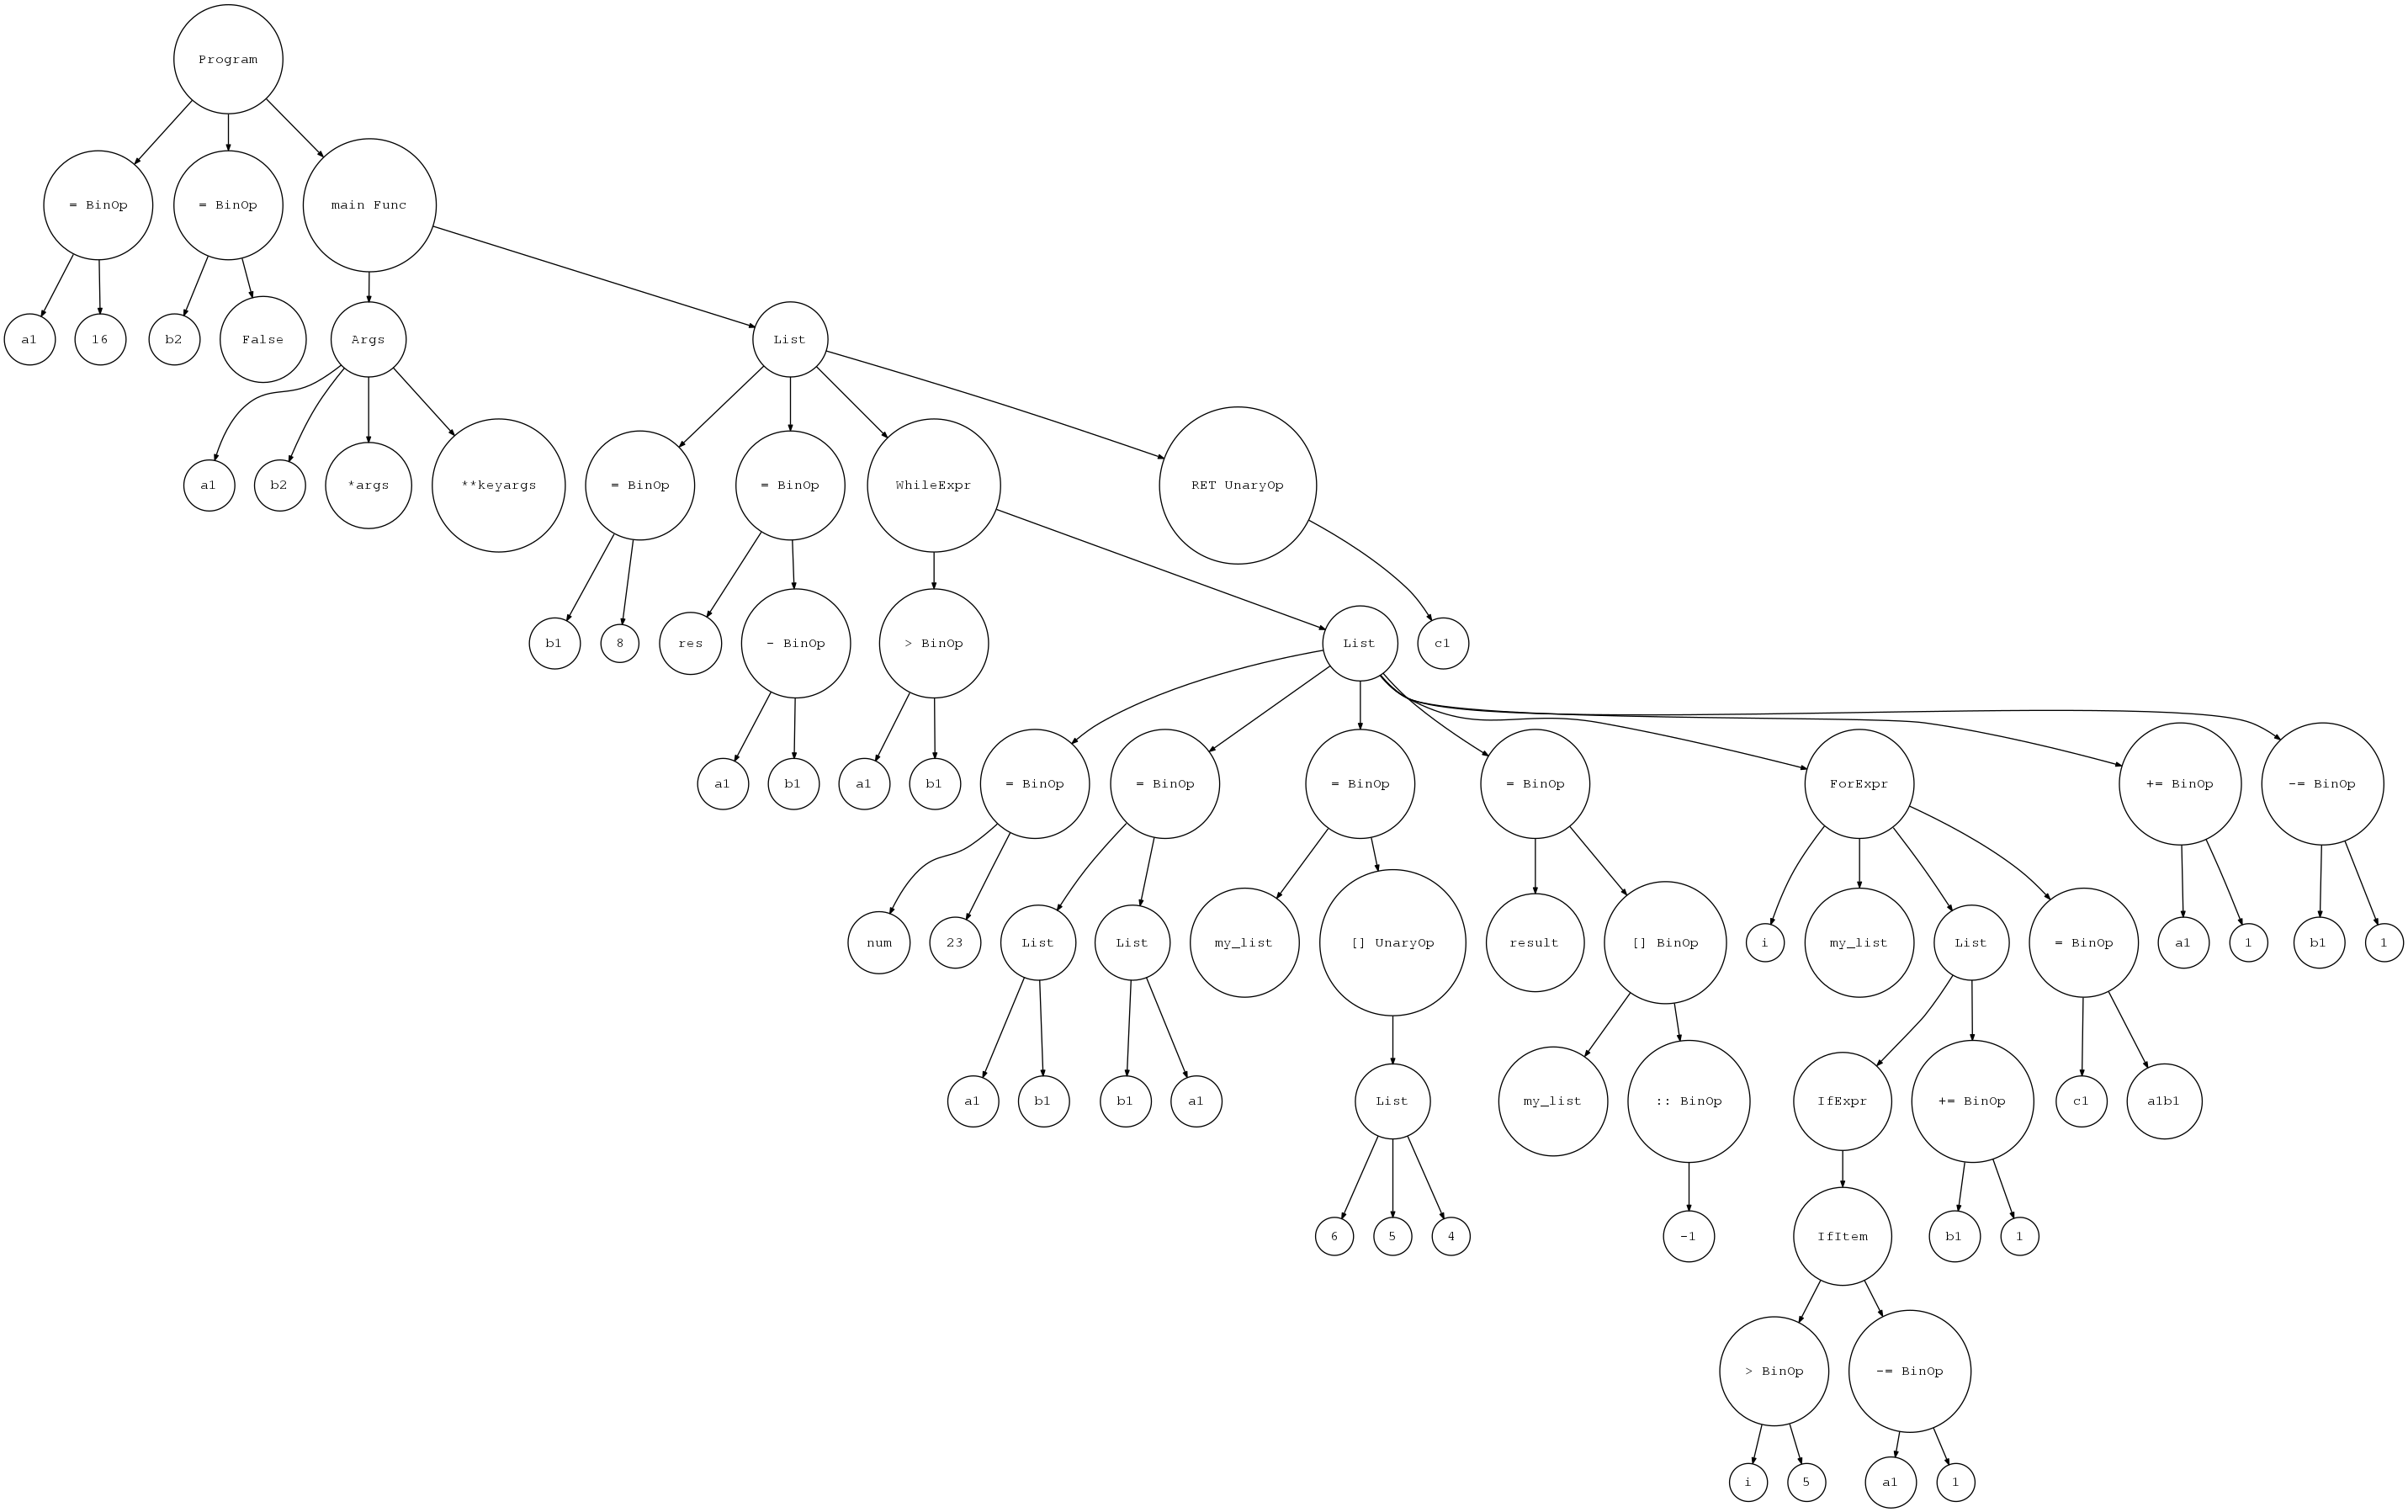 Program
= BinOp
= BinOp
main Func
a1
16
b2
False
Args
List
a1
b2
*args
**keyargs
= BinOp
= BinOp
WhileExpr
RET UnaryOp
b1
8
res
- BinOp
> BinOp
List
c1
a1
b1
a1
b1
= BinOp
= BinOp
= BinOp
= BinOp
ForExpr
+= BinOp
-= BinOp
num
23
List
List
my_list
[] UnaryOp
result
[] BinOp
i
my_list
List
= BinOp
a1
1
b1
1
a1
b1
b1
a1
List
my_list
:: BinOp
IfExpr
+= BinOp
c1
a1b1
6
5
4
-1
IfItem
b1
1
> BinOp
-= BinOp
i
5
a1
1